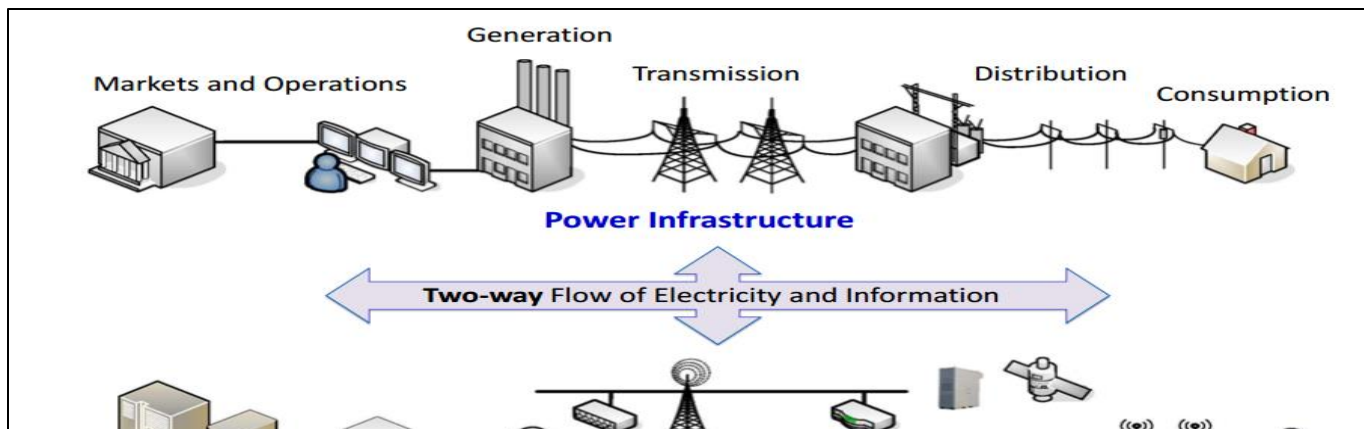 Generation
Markets and Operations
Transmission
Distribution
Consumption
Power Infrastructure
Two-way Flow of Electricity and Information